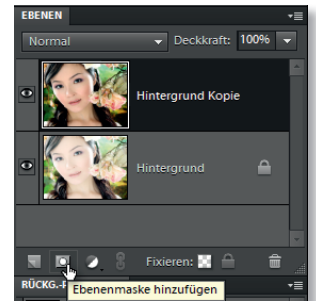 EBENEN
Normal Deckkraft: 100%
Hintergrund Kopie
Hintergrund
Fixieren:
RÜCKG.-P
Ebenenmaske hinzufügen